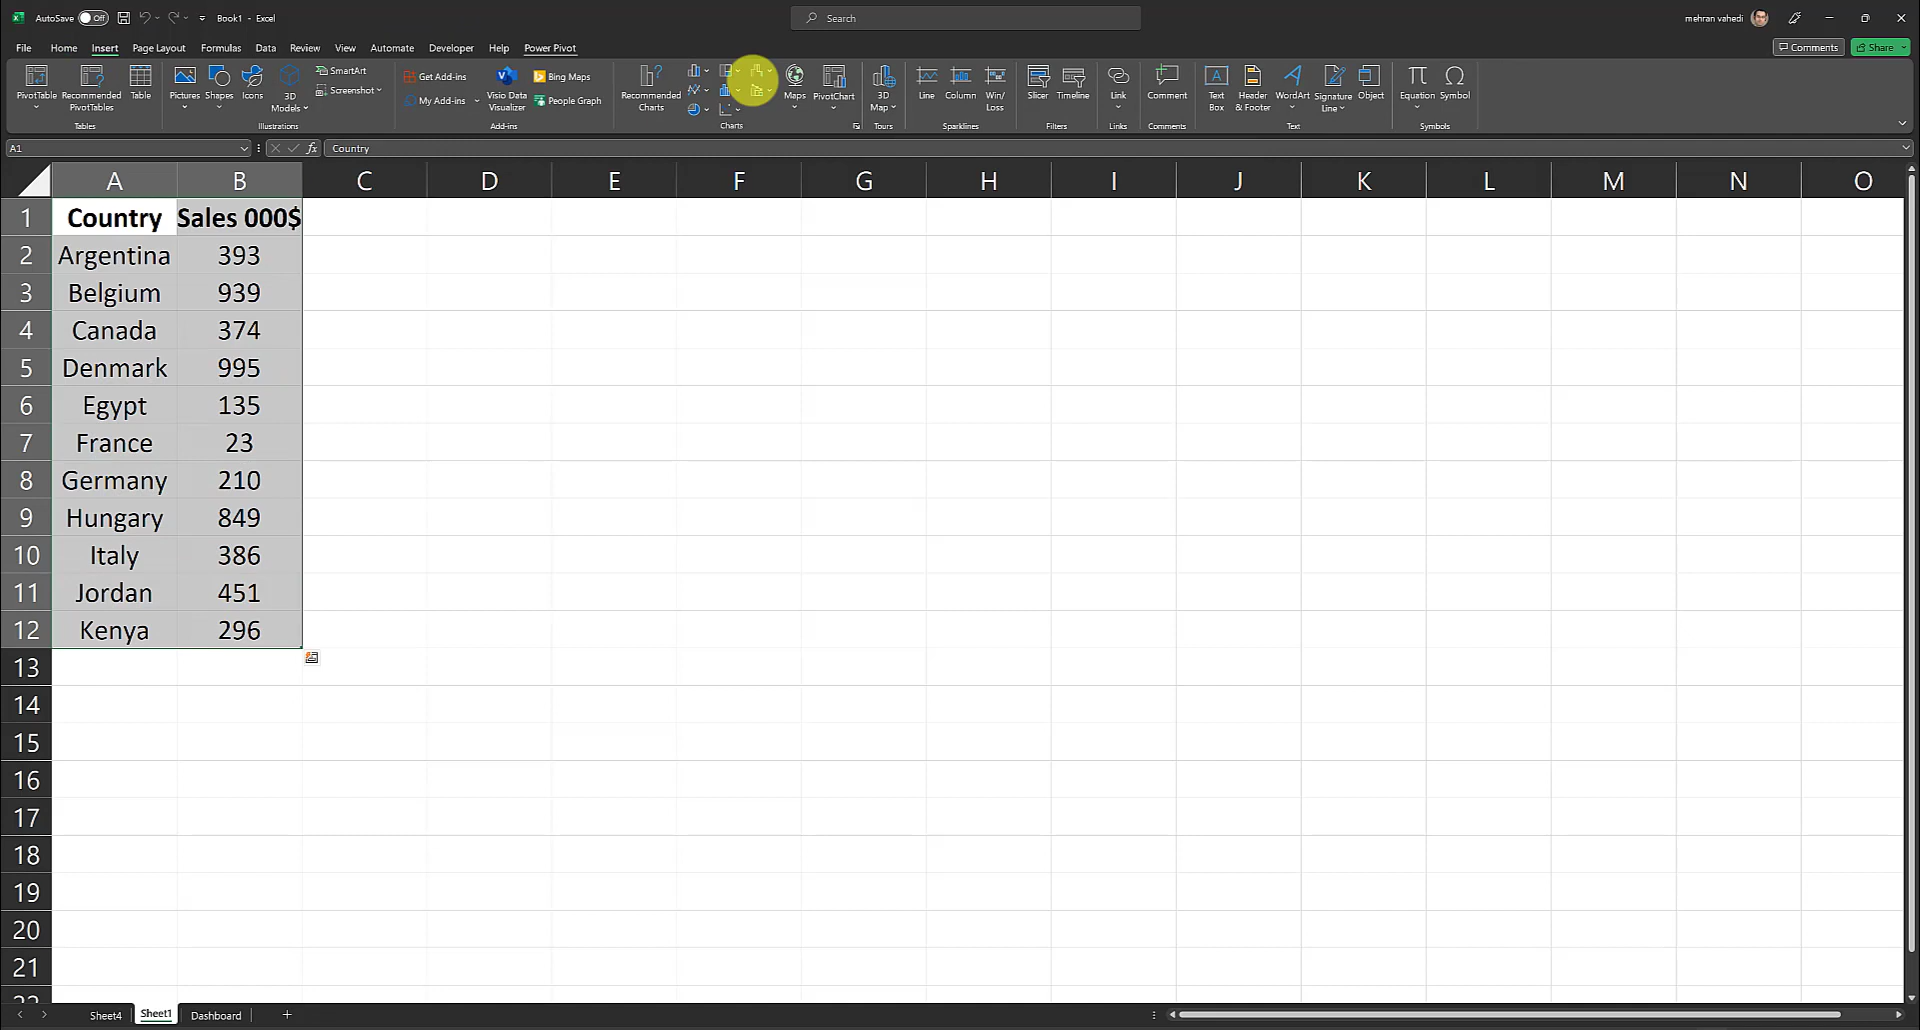 AutoSave Off Book1 - Excel Search mehran vahedi
File Home Insert Page Layout Formulas Data Review View Automate Developer Help Power Pivot Comments Share
PivotTable Recommended PivotTables Table Pictures Shapes Icons 3D Models SmartArt Screenshot Get Add-ins My Add-ins Visio Data Visualizer Bing Maps People Graph Recommended Charts Maps PivotChart 3D Map Line Column Win/Loss Slicer Timeline Link Comment Text Box Header & Footer WordArt Signature Line Object Equation Symbol
Tables Illustrations Add-ins Charts Tours Sparklines Filters Links Comments Text Symbols
A1 fx Country
A B C D E F G H I J K L M N O
1 Country Sales 000$
2 Argentina 393
3 Belgium 939
4 Canada 374
5 Denmark 995
6 Egypt 135
7 France 23
8 Germany 210
9 Hungary 849
10 Italy 386
11 Jordan 451
12 Kenya 296
13
14
15
16
17
18
19
20
21
22
Sheet4 Sheet1 Dashboard +